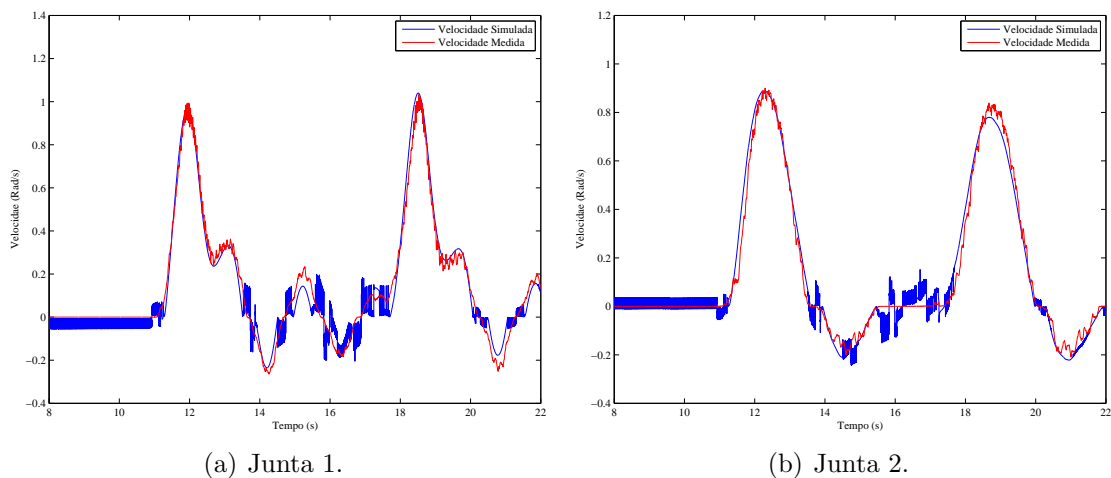 1.4
1.2
1
0.8
0.6
0.4
0.2
0
−0.2
−0.4
Velocidae (Rad/s)
8 10 12 14 16 18 20 22
Tempo (s)
Velocidade Simulada
Velocidade Medida
(a) Junta 1.
1.2
1
0.8
0.6
0.4
0.2
0
−0.2
−0.4
Velocidae (Rad/s)
8 10 12 14 16 18 20 22
Tempo (s)
Velocidade Simulada
Velocidade Medida
(b) Junta 2.